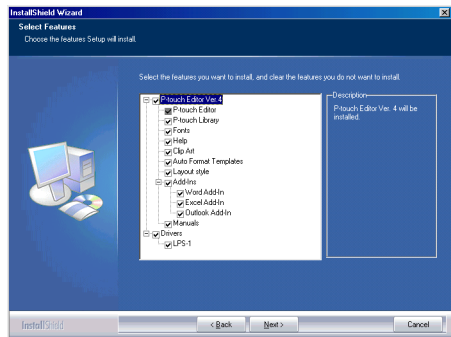 InstallShield Wizard
Select Features
Choose the features Setup will install.
Select the features you want to install, and clear the features you do not want to install.
P-touch Editor Ver. 4
P-touch Editor
P-touch Library
Fonts
Help
Clip Art
Auto Format Templates
Layout style
Add-Ins
Word Add-In
Excel Add-In
Outlook Add-In
Manuals
Drivers
LPS-1
Description
P-touch Editor Ver. 4 will be
installed.
InstallShield
< Back
Next >
Cancel